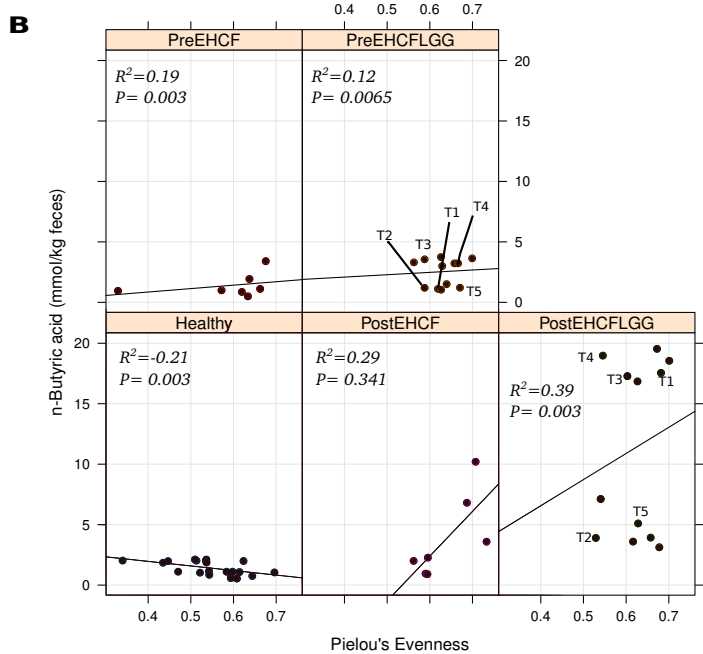 B
0.4 0.5 0.6 0.7
PreEHCF PreEHCFLGG
R²=0.19
P= 0.003
R²=0.12
P= 0.0065
20
15
10
5
0
T1
T4
T2
T3
T5
n-Butyric acid (mmol/kg feces)
Healthy PostEHCF PostEHCFLGG
R²=-0.21
P= 0.003
R²=0.29
P= 0.341
R²=0.39
P= 0.003
T4
T3
T1
T5
T2
20
15
10
5
0
0.4 0.5 0.6 0.7 0.4 0.5 0.6 0.7
Pielou's Evenness